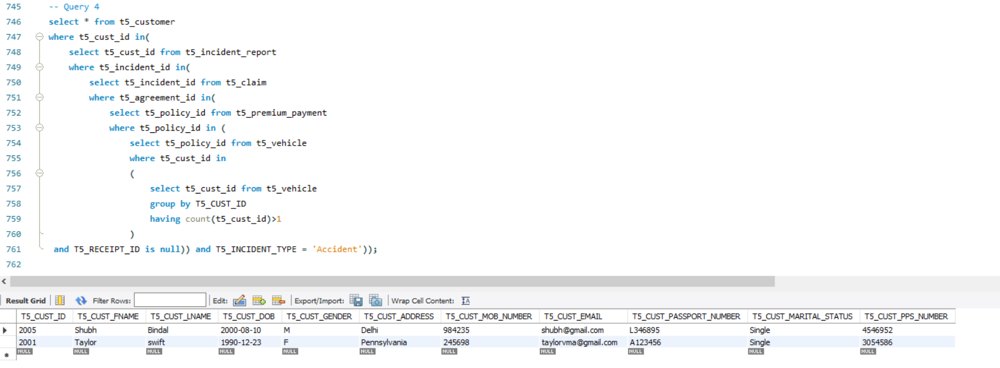 745 -- Query 4
746 select * from t5_customer
747 where t5_cust_id in(
748 select t5_cust_id from t5_incident_report
749 where t5_incident_id in(
750 select t5_incident_id from t5_claim
751 where t5_agreement_id in(
752 select t5_policy_id from t5_premium_payment
753 where t5_policy_id in (
754 select t5_policy_id from t5_vehicle
755 where t5_cust_id in
756 (
757 select t5_cust_id from t5_vehicle
758 group by T5_CUST_ID
759 having count(t5_cust_id)>1
760 )
761 and T5_RECEIPT_ID is null)) and T5_INCIDENT_TYPE = 'Accident'));
762
Result Grid Filter Rows: Edit: Export/Import: Wrap Cell Content:
T5_CUST_ID T5_CUST_FNAME T5_CUST_LNAME T5_CUST_DOB T5_CUST_GENDER T5_CUST_ADDRESS T5_CUST_MOB_NUMBER T5_CUST_EMAIL T5_CUST_PASSPORT_NUMBER T5_CUST_MARITAL_STATUS T5_CUST_PPS_NUMBER
2005 Shubh Bindal 2000-08-10 M Delhi 984235 shubh@gmail.com L346895 Single 4546952
2001 Taylor swift 1990-12-23 F Pennsylvania 245698 taylorvma@gmail.com A123456 Single 3054586
NULL NULL NULL NULL NULL NULL NULL NULL NULL NULL NULL